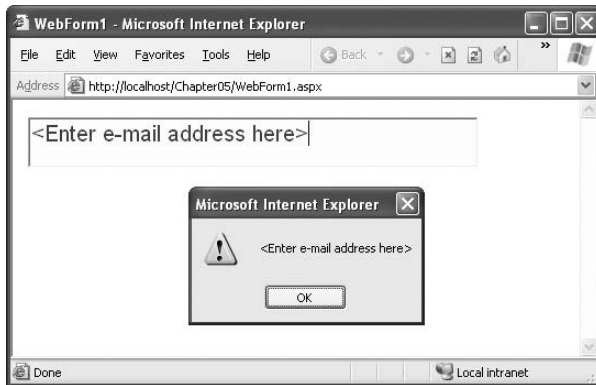 WebForm1 - Microsoft Internet Explorer
File Edit View Favorites Tools Help Back »
Address http://localhost/Chapter05/WebForm1.aspx
<Enter e-mail address here>
Microsoft Internet Explorer
<Enter e-mail address here>
OK
Done Local intranet